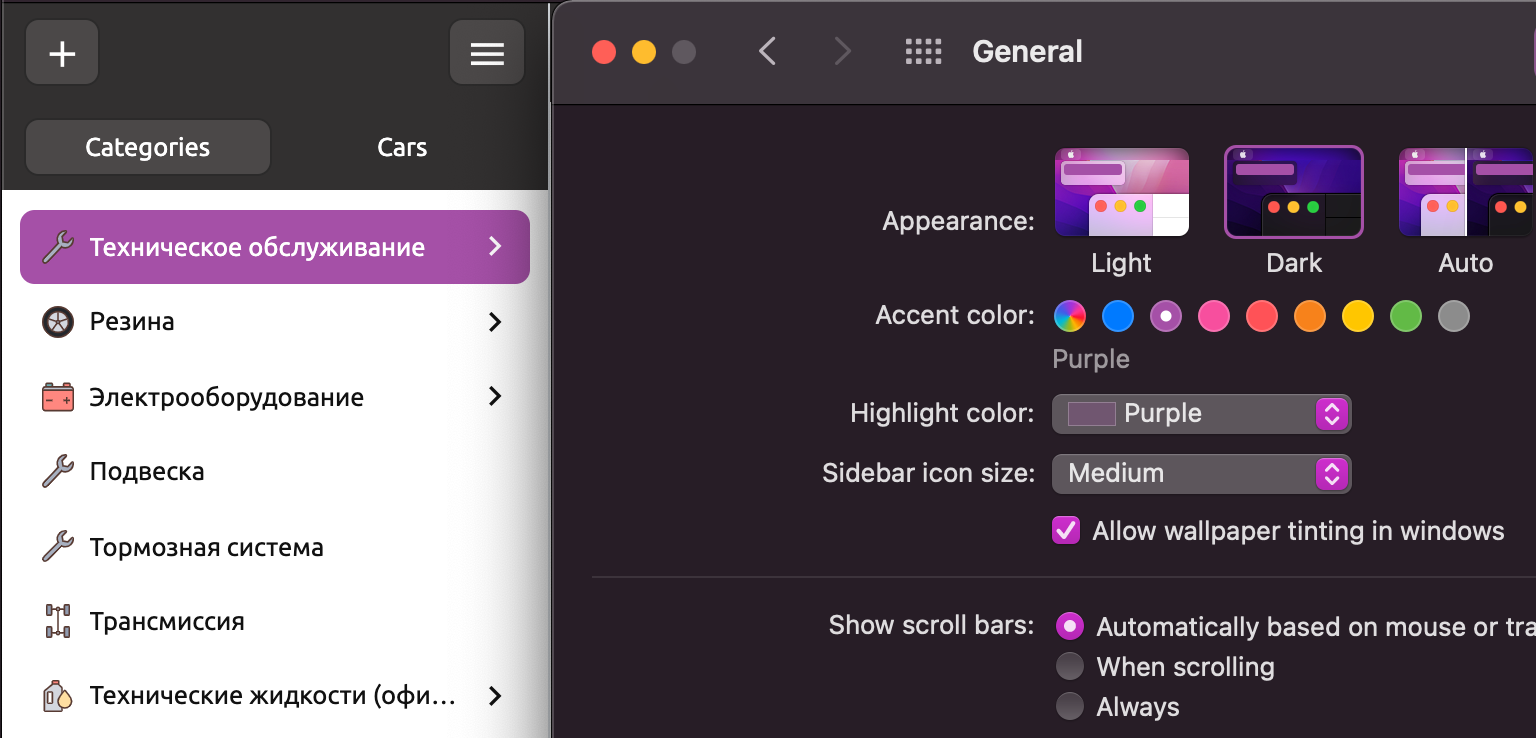 Categories
Cars
Техническое обслуживание
Резина
Электрооборудование
Подвеска
Тормозная система
Трансмиссия
Технические жидкости (офи…
General
Appearance:
Light
Dark
Auto
Accent color:
Purple
Highlight color:
Purple
Sidebar icon size:
Medium
Allow wallpaper tinting in windows
Show scroll bars:
Automatically based on mouse or tra
When scrolling
Always